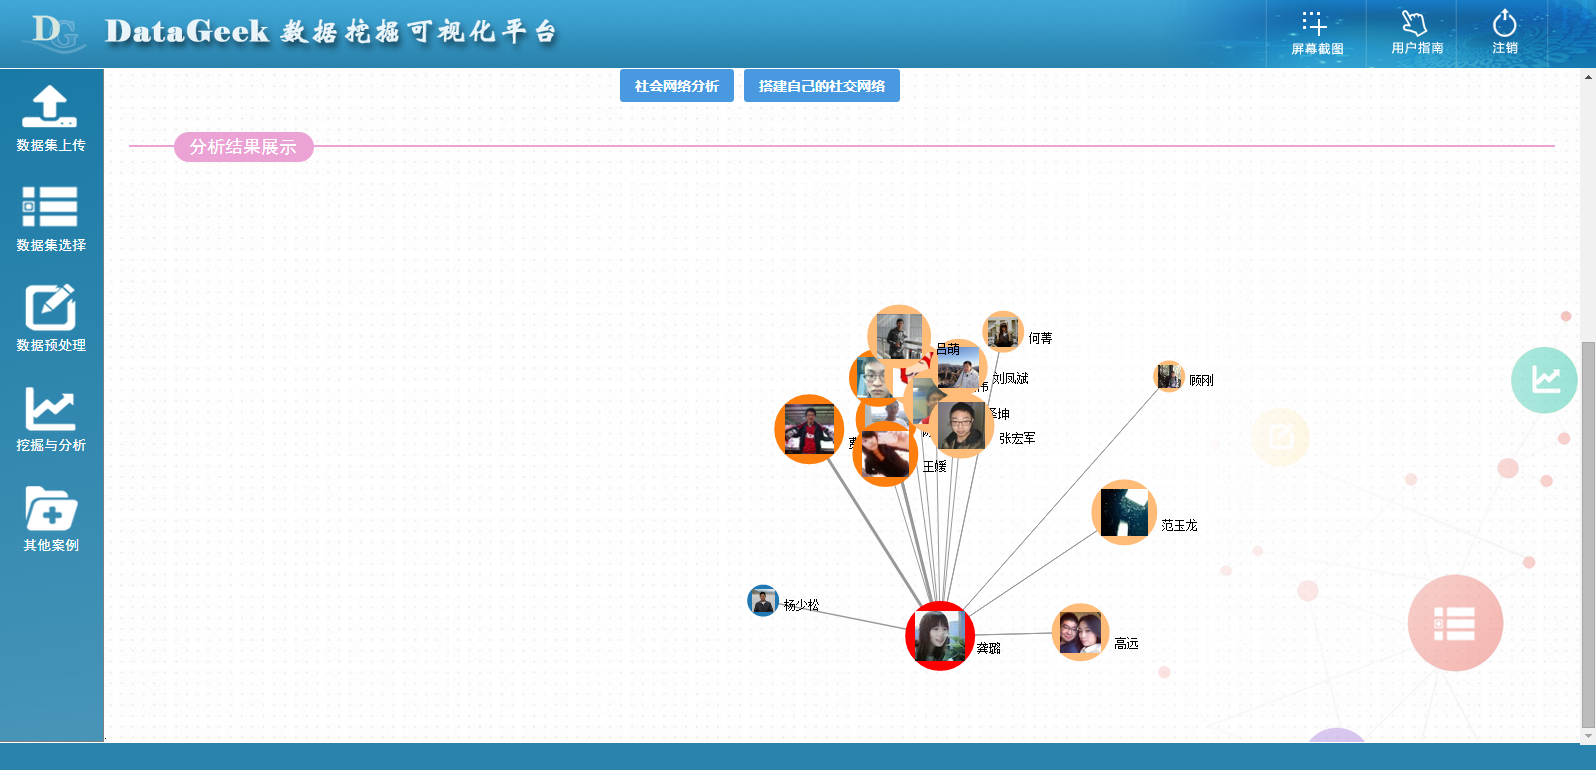 DG DataGeek 数据挖掘可视化平台
屏幕截图
用户指南
注销
社会网络分析
搭建自己的社交网络
数据集上传
分析结果展示
数据集选择
数据预处理
挖掘与分析
其他案例
何菁
吕萌
刘凤斌
伟
顾刚
泽坤
张宏军
王媛
范玉龙
杨少松
龚璐
高远